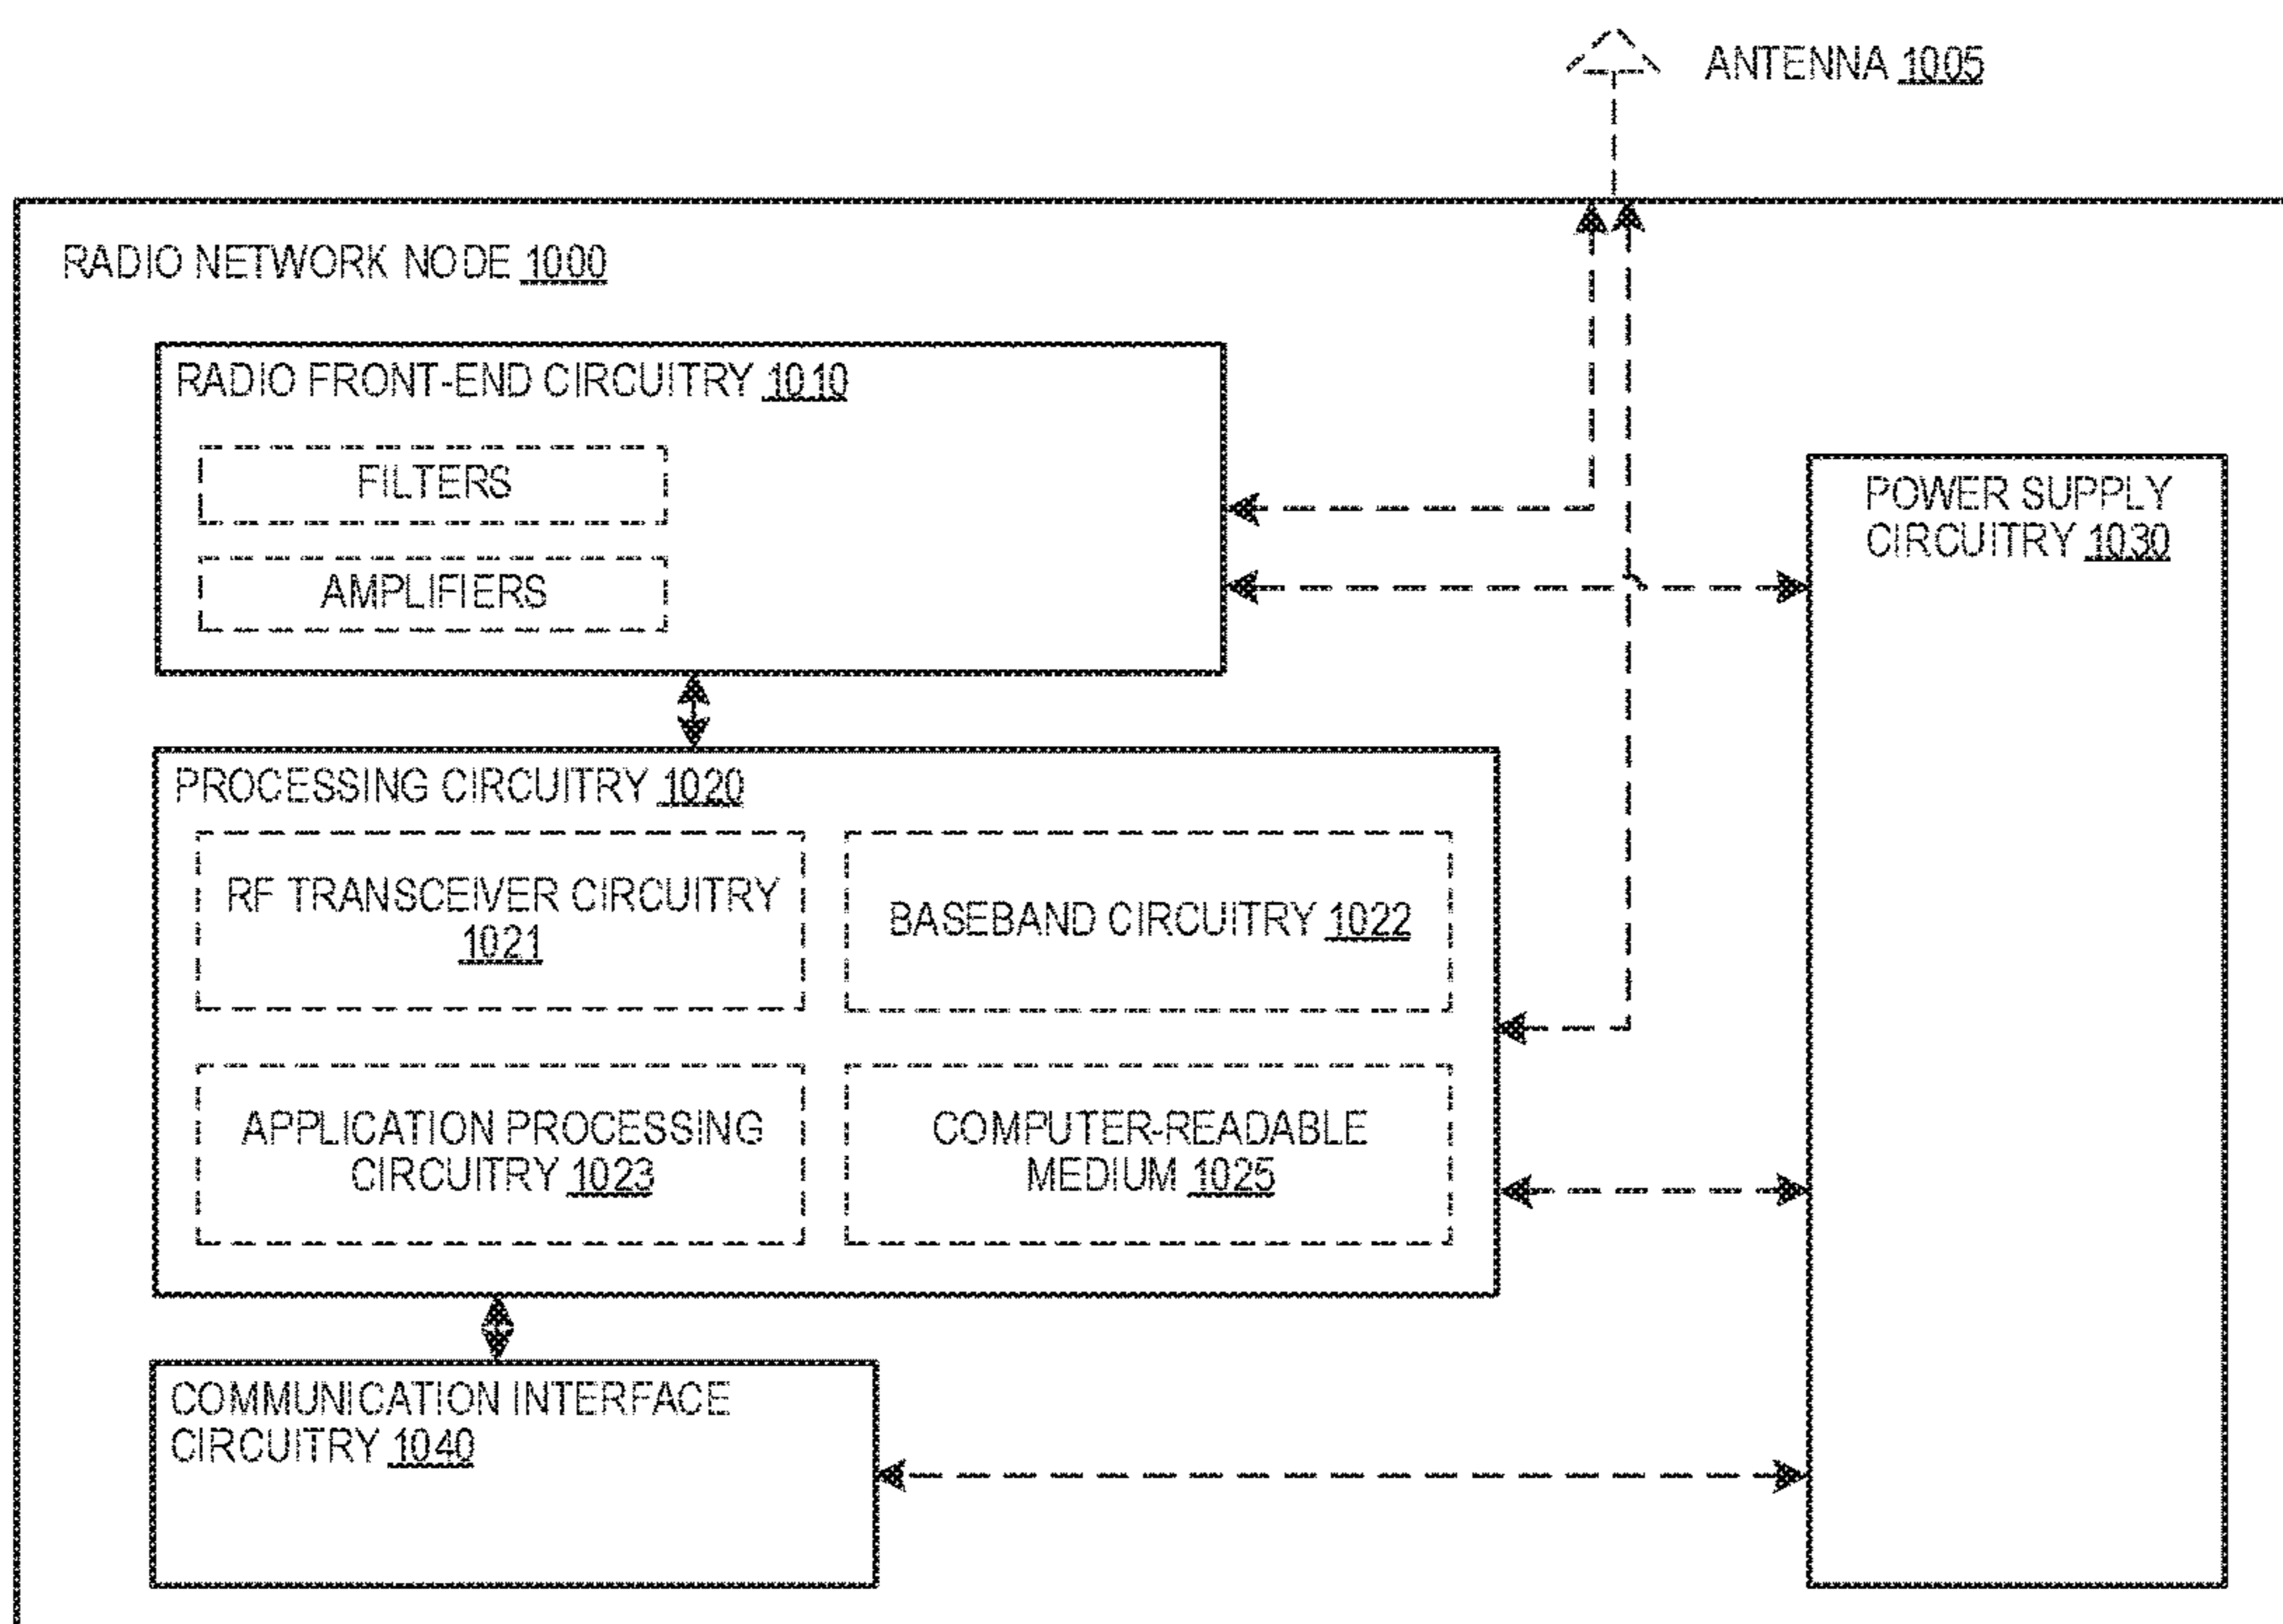 ANTENNA 1005
RADIO NETWORK NODE 1000
RADIO FRONT-END CIRCUITRY 1010
FILTERS
AMPLIFIERS
POWER SUPPLY
CIRCUITRY 1030
PROCESSING CIRCUITRY 1020
RF TRANSCEIVER CIRCUITRY
1021
BASEBAND CIRCUITRY 1022
APPLICATION PROCESSING
CIRCUITRY 1023
COMPUTER-READABLE
MEDIUM 1025
COMMUNICATION INTERFACE
CIRCUITRY 1040